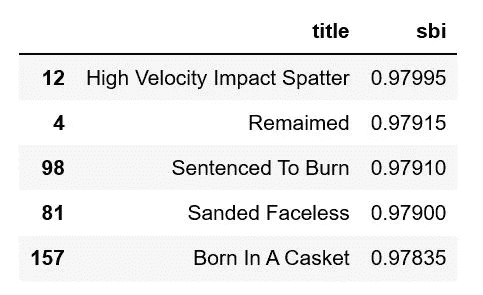 title sbi
12 High Velocity Impact Spatter 0.97995
4 Remaimed 0.97915
98 Sentenced To Burn 0.97910
81 Sanded Faceless 0.97900
157 Born In A Casket 0.97835